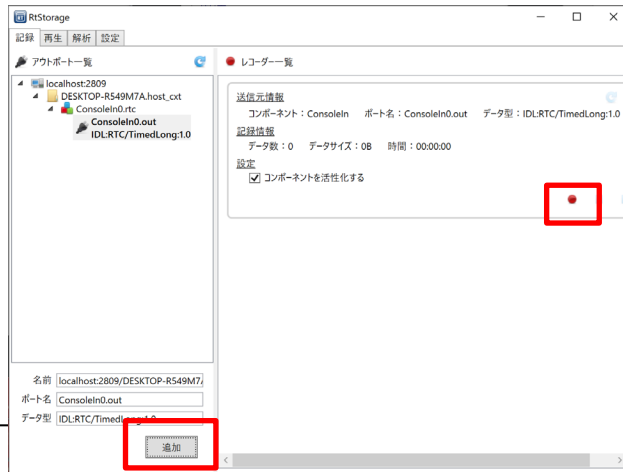 RtStorage
記録 再生 解析 設定
アウトポート一覧
localhost:2809
DESKTOP-R549M7A.host_cxt
ConsoleIn0.rtc
ConsoleIn0.out
IDL:RTC/TimedLong:1.0
名前 localhost:2809/DESKTOP-R549M7
ポート名 ConsoleIn0.out
データ型 IDL:RTC/TimedLong:1.0
追加
レコーダー一覧
送信元情報
コンポーネント：ConsoleIn ポート名：ConsoleIn0.out データ型：IDL:RTC/TimedLong:1.0
記録情報
データ数：0 データサイズ：0B 時間：00:00:00
設定
コンポーネントを活性化する